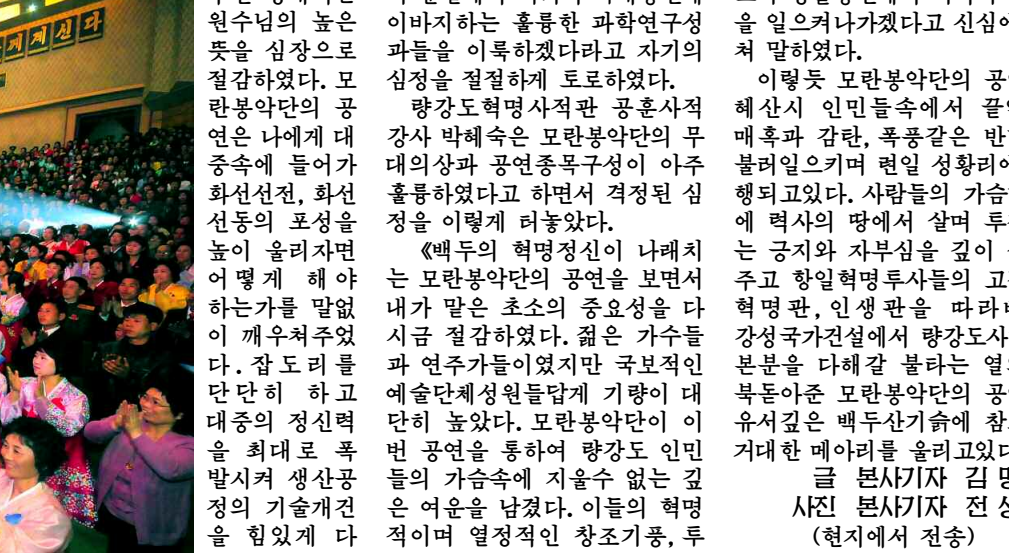 계신다
원수님의 높은
뜻을 심장으로
절감하였다. 모
란봉악단의 공
연은 나에게 대
중속에 들어가
화선선전, 화선
선동의 포성을
높이 울리자면
어떻게 해야
하는가를 말없
이 깨우쳐주었
다. 잡도리를
단단히 하고
대중의 정신력
을 최대로 폭
발시켜 생산공
정의 기술개건
을 힘있게 다
이바지하는 훌륭한 과학연구성
과들을 이룩하겠다라고 자기의
심정을 절절하게 토로하였다.
량강도혁명사적관 공훈사적
강사 박혜숙은 모란봉악단의 무
대의상과 공연종목구성이 아주
훌륭하였다고 하면서 격정된 심
정을 이렇게 터놓았다.
《백두의 혁명정신이 나래치
는 모란봉악단의 공연을 보면서
내가 맡은 초소의 중요성을 다
시금 절감하였다. 젊은 가수들
과 연주가들이였지만 국보적인
예술단체성원들답게 기량이 대
단히 높았다. 모란봉악단이 이
번 공연을 통하여 량강도 인민
들의 가슴속에 지울수 없는 깊
은 여운을 남겼다. 이들의 혁명
적이며 열정적인 창조기풍, 투
을 일으켜나가겠다고 신심에
쳐 말하였다.
이렇듯 모란봉악단의 공
혜산시 인민들속에서 끝
매혹과 감탄, 폭풍같은 반
불러일으키며 련일 성황리에
행되고있다. 사람들의 가슴
에 력사의 땅에서 살며 투
는 긍지와 자부심을 깊이
주고 항일혁명투사들의 고
혁명관, 인생관을 따라
강성국가건설에서 량강도사
본분을 다해갈 불타는 열
북돋아준 모란봉악단의 공
유서깊은 백두산기슭에 참
거대한 메아리를 울리고있다
글 본사기자 김
사진 본사기자 전
(현지에서 전송)